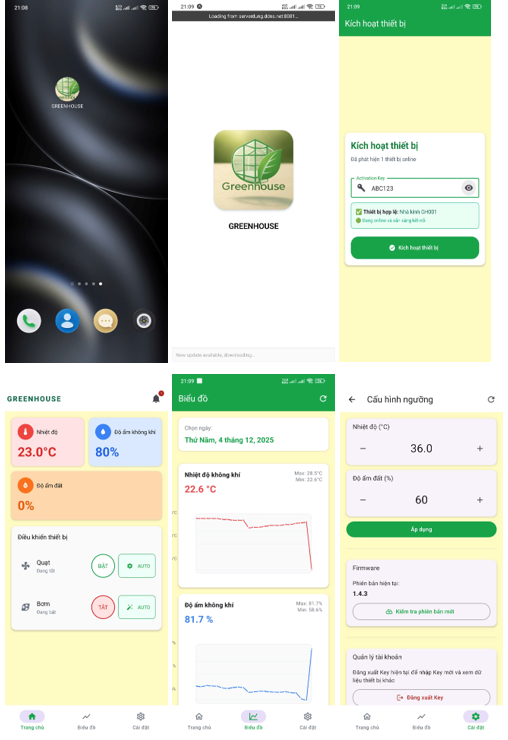 21:08
GREENHOUSE
21:09
Greenhouse
GREENHOUSE
New update available, downloading...
21:09
Kích hoạt thiết bị
Kích hoạt thiết bị
Đã phát hiện 1 thiết bị online
Activation Key
ABC123
Thiết bị hợp lệ: Nhà kính GH001
Đang online và sẵn sàng kết nối
Kích hoạt thiết bị
GREENHOUSE
Nhiệt độ
23.0°C
Độ ẩm không khí
80%
Độ ẩm đất
0%
Điều khiển thiết bị
Quạt
Đang tắt
BẬT
AUTO
Bơm
Đang tắt
TẮT
AUTO
Trang chủ
Biểu đồ
Cài đặt
21:09
Biểu đồ
Chọn ngày:
Thứ Năm, 4 tháng 12, 2025
Nhiệt độ không khí
Max: 28.5°C
Min: 22.6°C
22.6 °C
Độ ẩm không khí
Max: 81.7%
Min: 58.6%
81.7 %
Trang chủ
Biểu đồ
Cài đặt
Cấu hình ngưỡng
Nhiệt độ (°C)
− 36.0 +
Độ ẩm đất (%)
− 60 +
Áp dụng
Firmware
Phiên bản hiện tại:
1.4.3
Kiểm tra phiên bản mới
Quản lý tài khoản
Đăng xuất Key hiện tại để nhập Key mới và xem dữ
liệu thiết bị khác
Đăng xuất Key
Trang chủ
Biểu đồ
Cài đặt